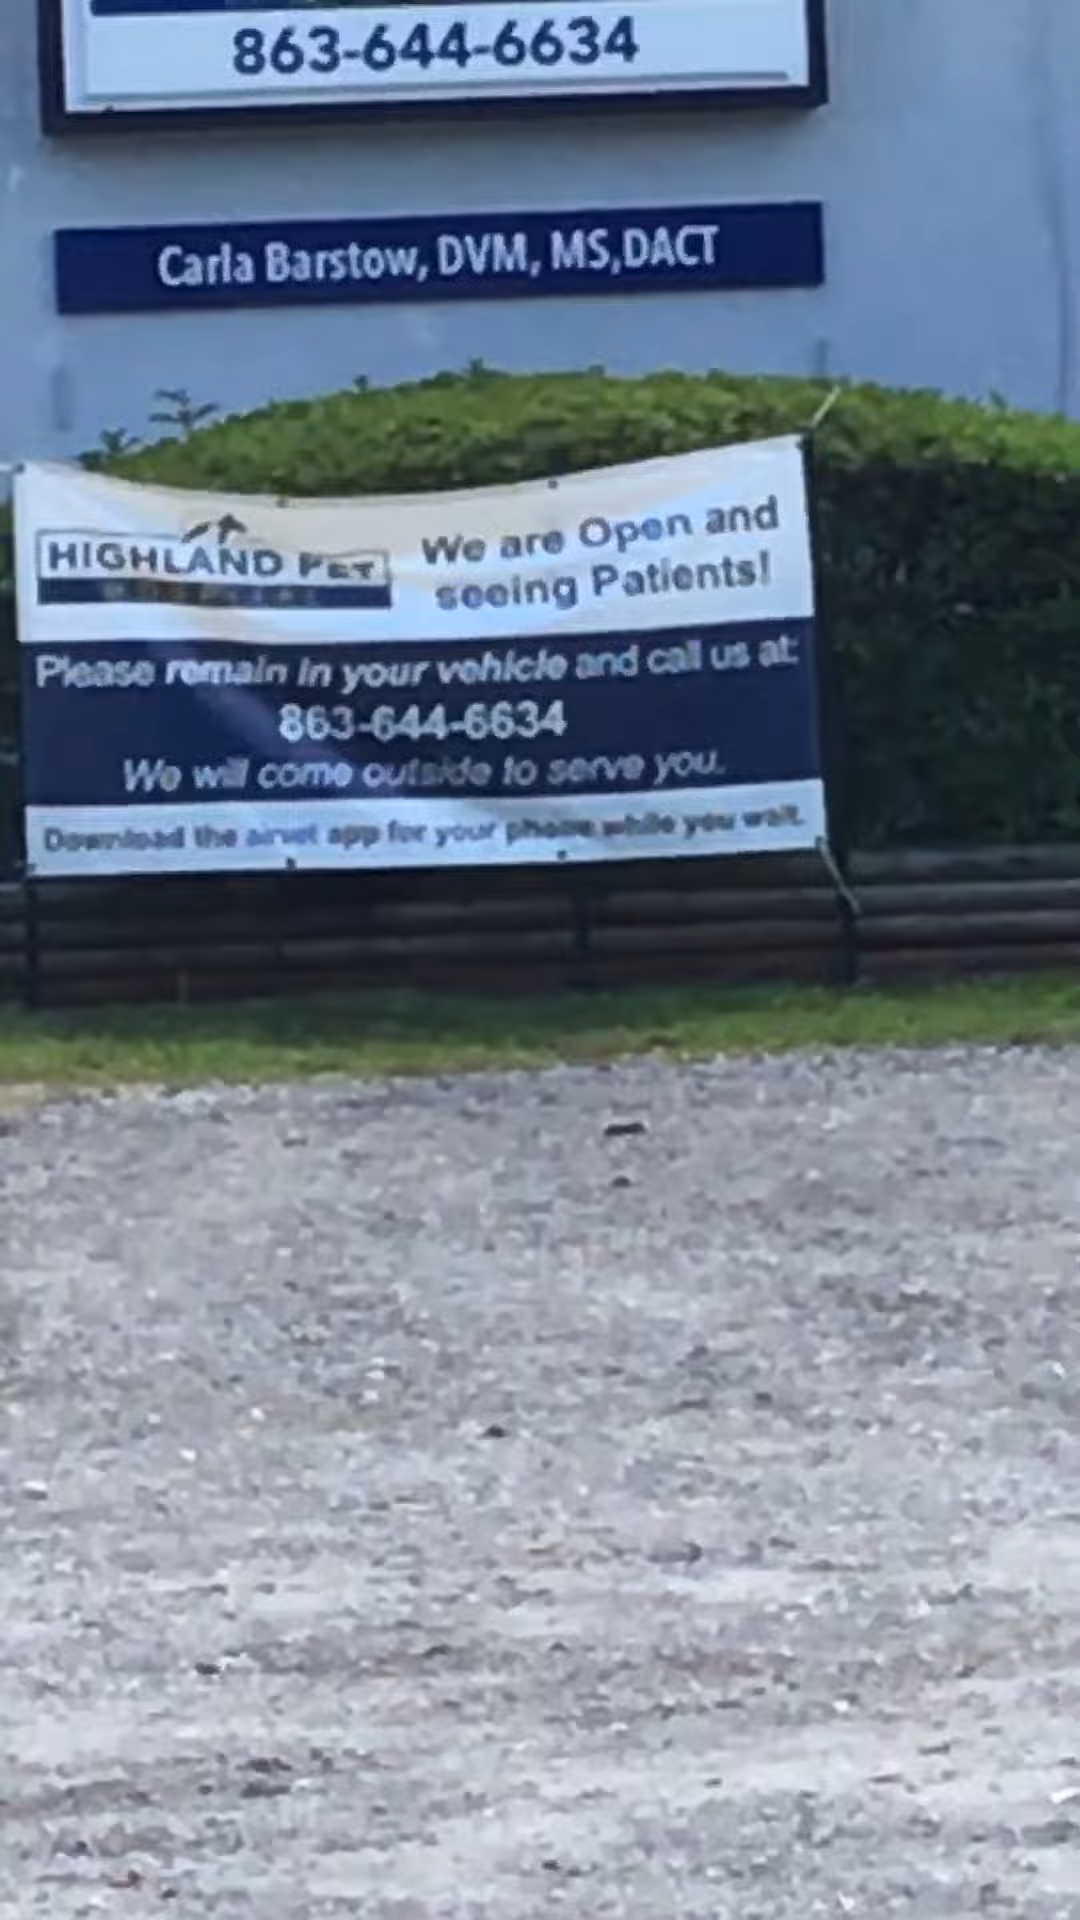 863-644-6634
Carla Barstow, DVM, MS,DACT
HIGHLAND PET
We are Open and
seeing Patients!
Please remain in your vehicle and call us at:
863-644-6634
We will come outside to serve you.
Download the airvet app for your phone while you wait.